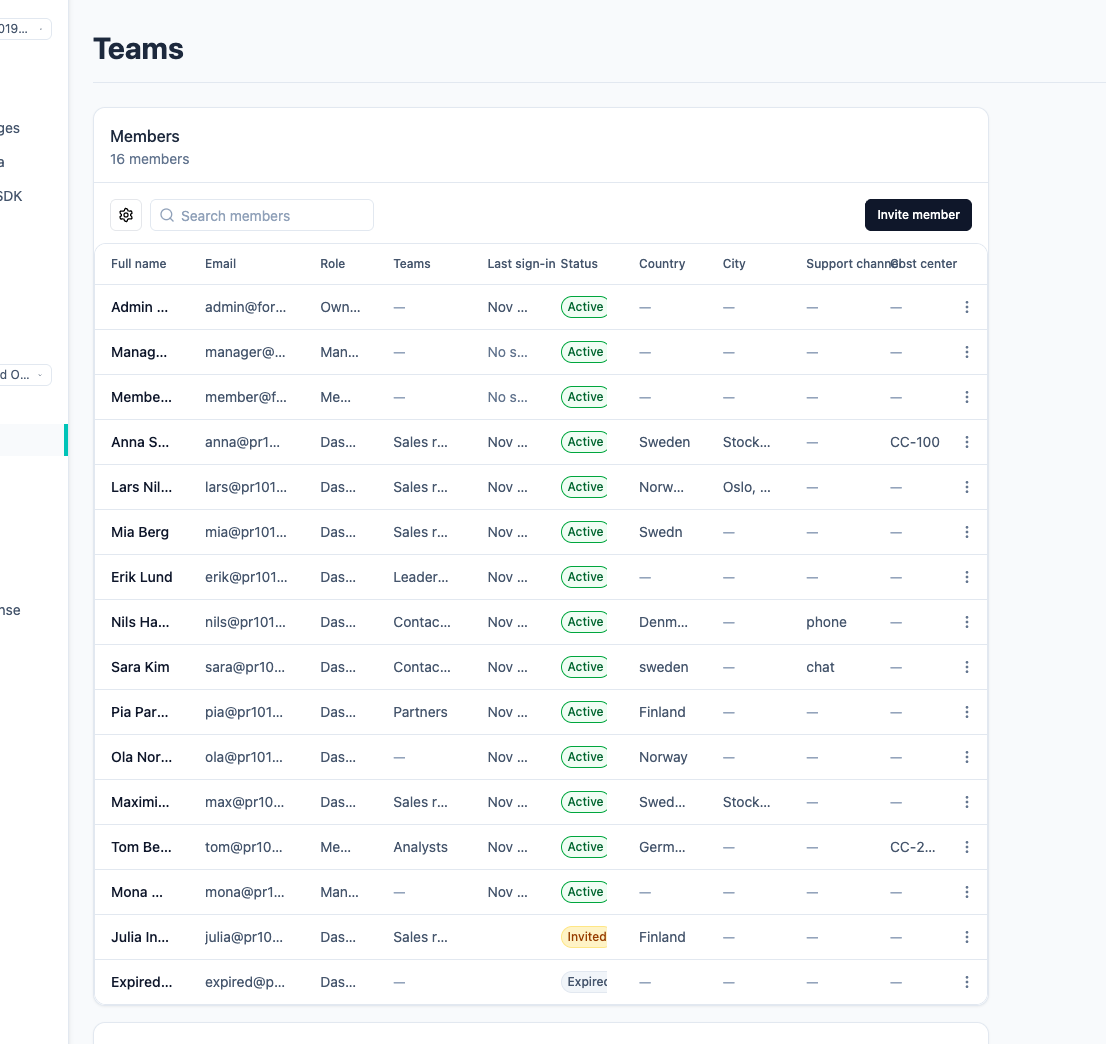 019...
Teams
ges
a
SDK
Members
16 members
Search members
Invite member
Full name Email Role Teams Last sign-in Status Country City Support channel Cost center
Admin ... admin@for... Own... — Nov ... Active — — — —
d O...
Manag... manager@... Man... — No s... Active — — — —
Membe... member@f... Me... — No s... Active — — — —
Anna S... anna@pr1... Das... Sales r... Nov ... Active Sweden Stock... — CC-100
Lars Nil... lars@pr101... Das... Sales r... Nov ... Active Norw... Oslo, ... — —
Mia Berg mia@pr101... Das... Sales r... Nov ... Active Swedn — — —
Erik Lund erik@pr101... Das... Leader... Nov ... Active — — — —
nse
Nils Ha... nils@pr101... Das... Contac... Nov ... Active Denm... — phone —
Sara Kim sara@pr10... Das... Contac... Nov ... Active sweden — chat —
Pia Par... pia@pr101... Das... Partners Nov ... Active Finland — — —
Ola Nor... ola@pr101... Das... — Nov ... Active Norway — — —
Maximi... max@pr10... Das... Sales r... Nov ... Active Swed... Stock... — —
Tom Be... tom@pr10... Me... Analysts Nov ... Active Germ... — — CC-2...
Mona ... mona@pr1... Man... — Nov ... Active — — — —
Julia In... julia@pr10... Das... Sales r... Invited Finland — — —
Expired... expired@p... Das... — Expired — — — —